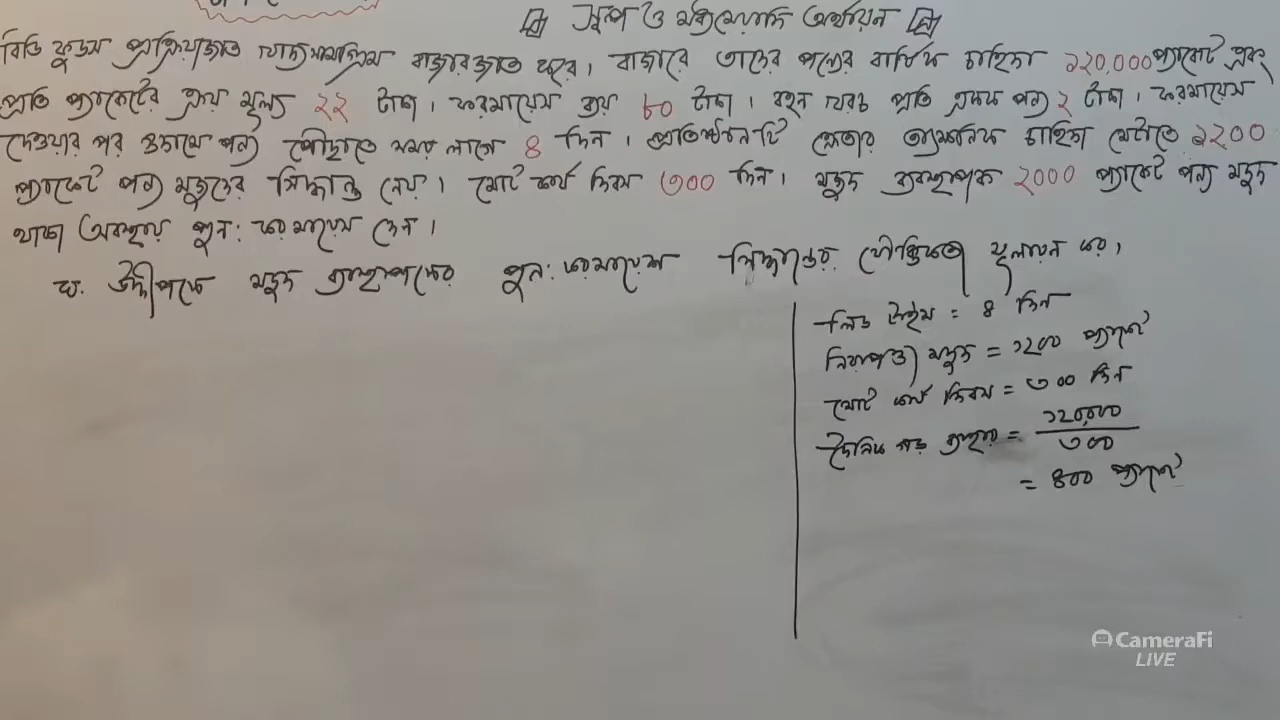 স্বল্প ও মধ্যমেয়াদি অর্থায়ন
বিডি ফুডস প্রক্রিয়াজাত খাদ্যসামগ্রী বাজারজাত করে। বাজারে তাদের পণ্যের বার্ষিক চাহিদা ১২০,০০০ প্যাকেট এবং
প্রতি প্যাকেটের ক্রয় মূল্য ২২ টাকা। ফরমায়েস ব্যয় ৮০ টাকা। বহন খরচ প্রতি একক পণ্য ২ টাকা। ফরমায়েস
দেওয়ার পর গুদামে পণ্য পৌঁছাতে সময় লাগে ৪ দিন। প্রতিষ্ঠানটি ক্রেতার তাৎক্ষনিক চাহিদা মেটাতে ১২০০
প্যাকেট পণ্য মজুদের সিদ্ধান্ত নেয়। মোট কার্য দিবস ৩০০ দিন। মজুদ ব্যবস্থাপক ২০০০ প্যাকেট পণ্য মজুদ
থাকা অবস্থায় পুন: ফরমায়েস দেন।
ঘ. উদ্দীপকে মজুদ ব্যবস্থাপকের পুন: ফরমায়েশ সিদ্ধান্তের যৌক্তিকতা মূল্যায়ন কর।
লিড টাইম = ৪ দিন
নিরাপত্তা মজুদ = ১২০০ প্যাকেট
মোট কার্য দিবস = ৩০০ দিন
দৈনিক গড় ব্যবহার = ১২০,০০০
৩০০
= ৪০০ প্যাকেট
CameraFi
LIVE